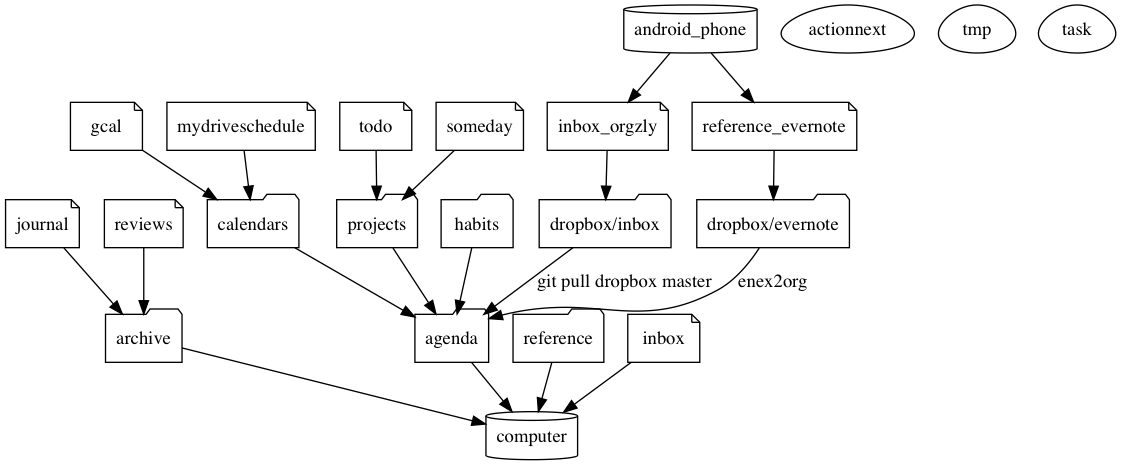 android_phone
actionnext
tmp
task
gcal
mydriveschedule
todo
someday
inbox_orgzly
reference_evernote
journal
reviews
calendars
projects
habits
dropbox/inbox
dropbox/evernote
git pull dropbox master
enex2org
archive
agenda
reference
inbox
computer